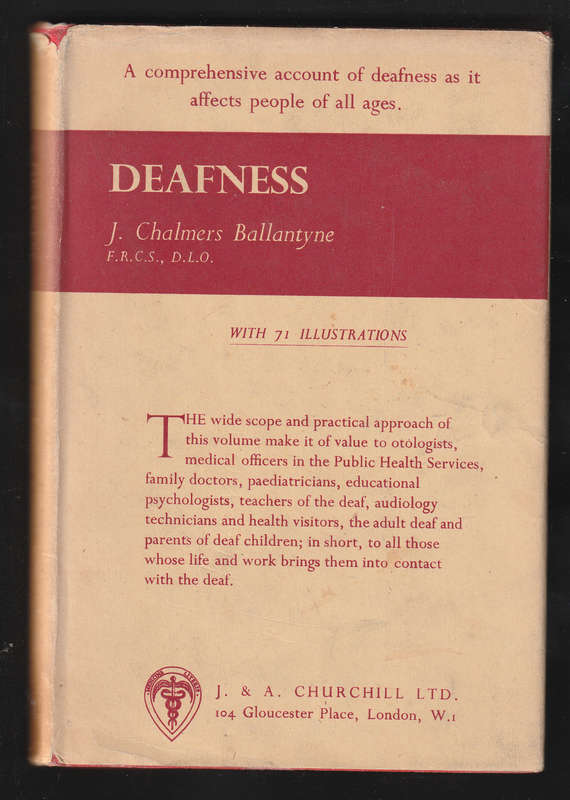 A comprehensive account of deafness as it
affects people of all ages.
DEAFNESS
J. Chalmers Ballantyne
F.R.C.S., D.L.O.
WITH 71 ILLUSTRATIONS
THE wide scope and practical approach of
this volume make it of value to otologists,
medical officers in the Public Health Services,
family doctors, paediatricians, educational
psychologists, teachers of the deaf, audiology
technicians and health visitors, the adult deaf and
parents of deaf children; in short, to all those
whose life and work brings them into contact
with the deaf.
J. & A. CHURCHILL LTD.
104 Gloucester Place, London, W.1